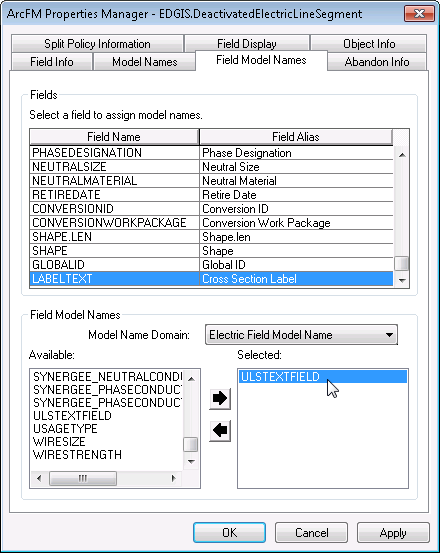 ArcFM Properties Manager - EDGIS.DeactivatedElectricLineSegment
Split Policy Information Field Display Object Info
Field Info Model Names Field Model Names Abandon Info
Fields
Select a field to assign model names.
Field Name Field Alias
PHASEDESIGNATION Phase Designation
NEUTRALSIZE Neutral Size
NEUTRALMATERIAL Neutral Material
RETIREDATE Retire Date
CONVERSIONID Conversion ID
CONVERSIONWORKPACKAGE Conversion Work Package
SHAPE.LEN Shape.len
SHAPE Shape
GLOBALID Global ID
LABELTEXT Cross Section Label
Field Model Names
Model Name Domain: Electric Field Model Name
Available: Selected:
SYNERGEE_NEUTRALCONDU ULSTEXTFIELD
SYNERGEE_PHASECONDUCT
SYNERGEE_PHASECONDUCT
ULSTEXTFIELD
USAGETYPE
WIRESIZE
WIRESTRENGTH
OK Cancel Apply